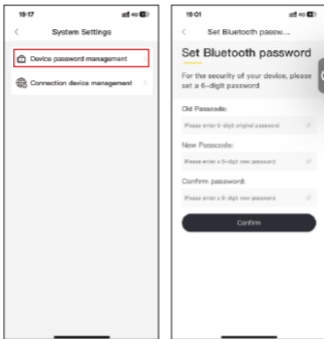 19:17
4G
System Settings
Device password management
Connection device management
19:01
4G
Set Bluetooth passw...
Set Bluetooth password
For the security of your device, please
set a 6-digit password
Old Passcode:
Please enter 6-digit original password
New Passcode:
Please enter a 6-digit new password
Confirm password:
Please enter a 6-digit new password
Confirm